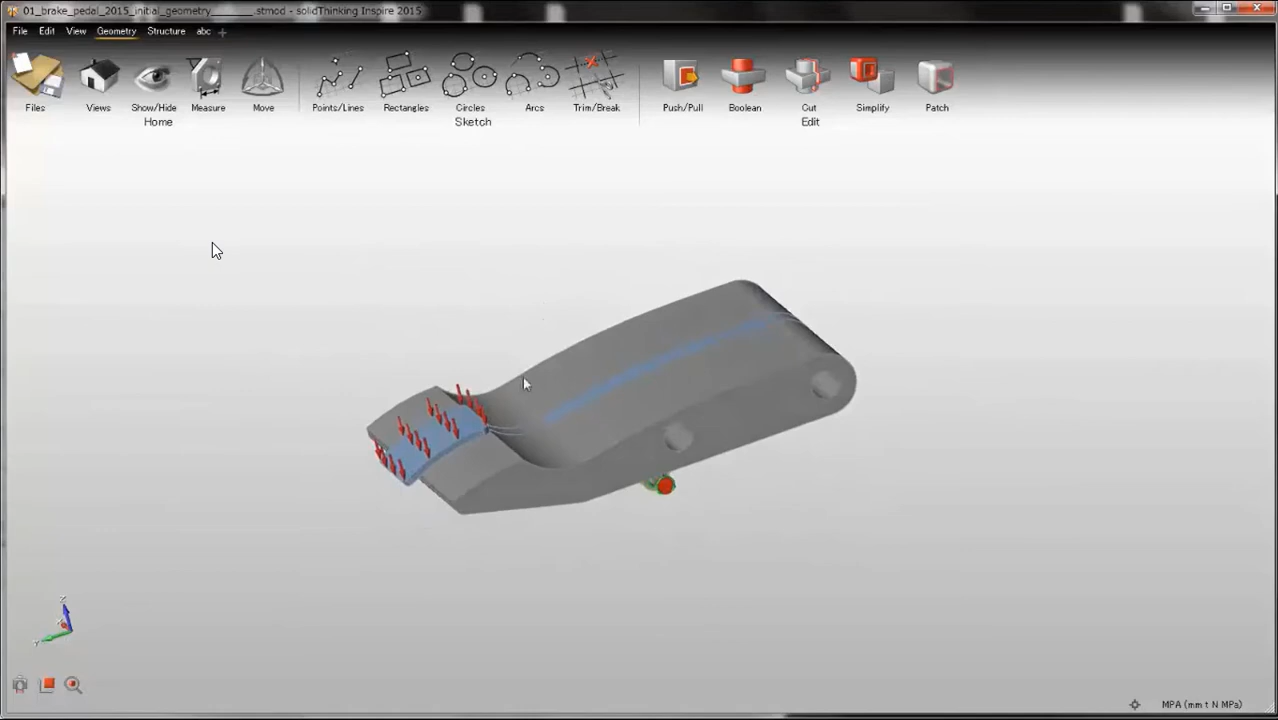 01_brake_pedal_2015_initial_geometry________.stmod - solidThinking Inspire 2015
File Edit View Geometry Structure abc
Files Views Show/Hide Measure Move Points/Lines Rectangles Circles Arcs Trim/Break Push/Pull Boolean Cut Simplify Patch
Home Sketch Edit
Z
Y
MPA (mm t N MPa)